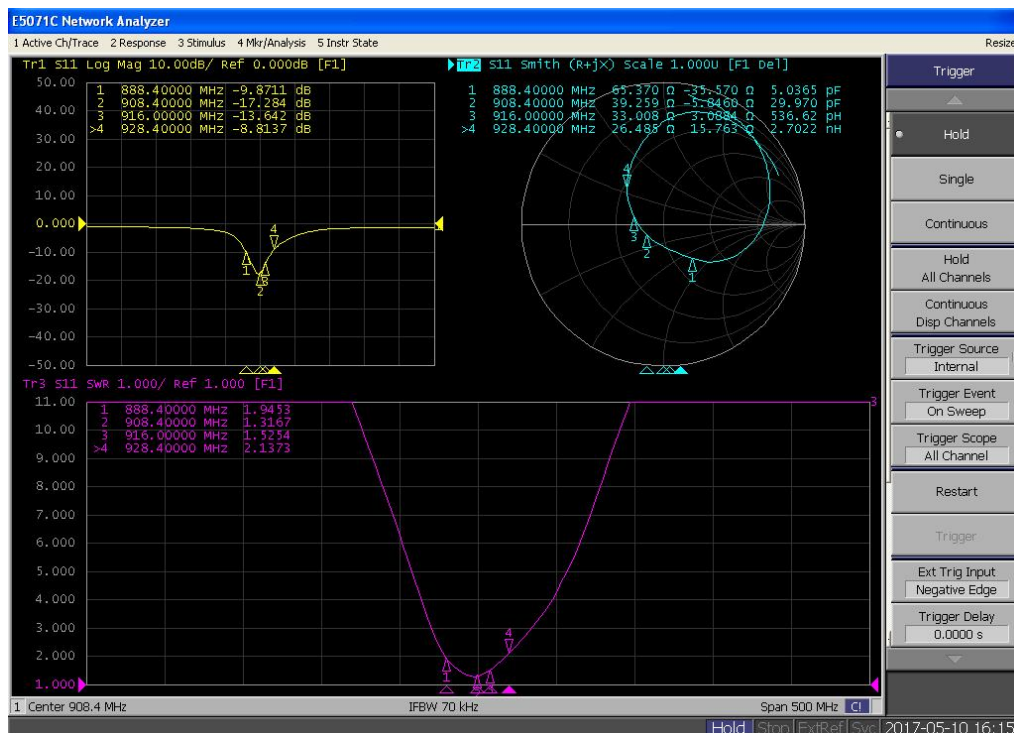 E5071C Network Analyzer
1 Active Ch/Trace 2 Response 3 Stimulus 4 Mkr/Analysis 5 Instr State
Resize
Tr1 S11 Log Mag 10.00dB/ Ref 0.000dB [F1]
1 888.40000 MHz -9.8711 dB
2 908.40000 MHz -17.284 dB
3 916.00000 MHz -13.642 dB
>4 928.40000 MHz -8.8137 dB
50.00
40.00
30.00
20.00
10.00
0.000
-10.00
-20.00
-30.00
-40.00
-50.00
4
1
2
3
Tr2 S11 Smith (R+jX) Scale 1.000U [F1 Del]
1 888.40000 MHz 65.370 Ω -35.570 Ω 5.0365 pF
2 908.40000 MHz 39.259 Ω -5.8460 Ω 29.970 pF
3 916.00000 MHz 33.008 Ω 3.0884 Ω 536.62 pH
>4 928.40000 MHz 26.485 Ω 15.763 Ω 2.7022 nH
4
3
2
1
Tr3 S11 SWR 1.000/ Ref 1.000 [F1]
1 888.40000 MHz 1.9453
2 908.40000 MHz 1.3167
3 916.00000 MHz 1.5254
>4 928.40000 MHz 2.1373
11.00
10.00
9.000
8.000
7.000
6.000
5.000
4.000
3.000
2.000
1.000
3
4
1
1 Center 908.4 MHz
IFBW 70 kHz
Span 500 MHz C!
Trigger
Hold
Single
Continuous
Hold
All Channels
Continuous
Disp Channels
Trigger Source
Internal
Trigger Event
On Sweep
Trigger Scope
All Channel
Restart
Trigger
Ext Trig Input
Negative Edge
Trigger Delay
0.0000 s
Hold Stop ExtRef Svc 2017-05-10 16:15